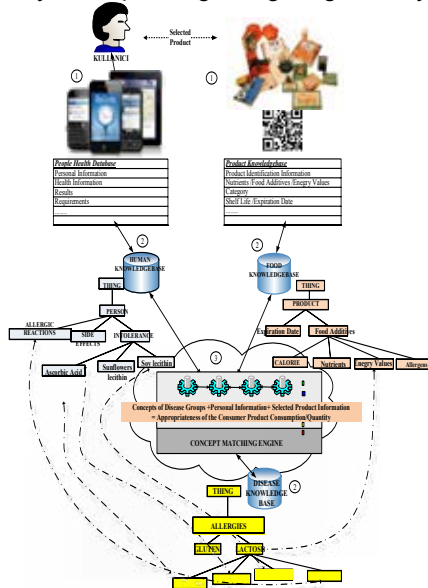 Selected
Product
KULLANICI
1
1
People Health Database
Personal Information
Health Information
Results
Requirements
........
Product Knowledgebase
Product Identification Information
Nutrients /Food Additives /Enegry Values
Category
Shelf Life /Expiration Date
........
2
2
HUMAN
KNOWLEDGEBASE
FOOD
KNOWLEDGEBASE
THING
THING
PERSON
PRODUCT
ALLERGIC
REACTIONS
SIDE
EFFECTS
INTOLERANCE
Expiration Date
Food Additives
Ascorbic Acid
Sunflowers
lecithin
Soy lecithin
3
CALORIE
Nutrients
Enegry Values
Allergens
Concepts of Disease Groups +Personal Information+ Selected Product Information
= Appropriateness of the Consumer Product Consumption/Quantity
CONCEPT MATCHING ENGINE
DISEASE
KNOWLEDGE
BASE
2
THING
ALLERGIES
GLUTEN
LACTOSE